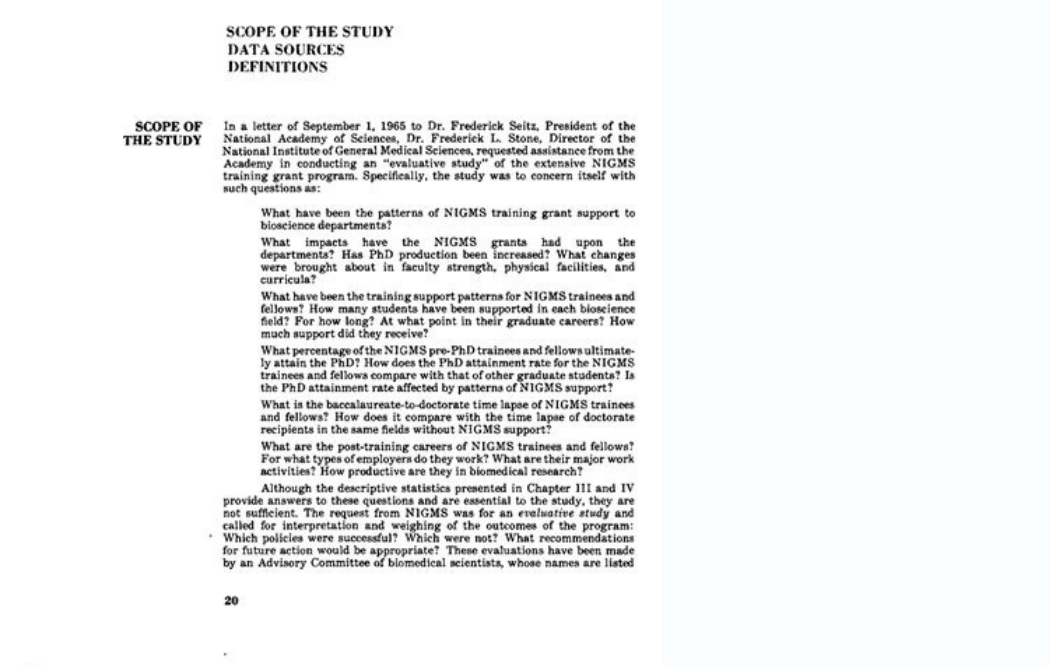 SCOPE OF THE STUDY
DATA SOURCES
DEFINITIONS
SCOPE OF
THE STUDY
In a letter of September 1, 1965 to Dr. Frederick Seitz, President of the
National Academy of Sciences, Dr. Frederick L. Stone, Director of the
National Institute of General Medical Sciences, requested assistance from the
Academy in conducting an "evaluative study" of the extensive NIGMS
training grant program. Specifically, the study was to concern itself with
such questions as:
What have been the patterns of NIGMS training grant support to
bioscience departments?
What impacts have the NIGMS grants had upon the
departments? Has PhD production been increased? What changes
were brought about in faculty strength, physical facilities, and
curricula?
What have been the training support patterns for NIGMS trainees and
fellows? How many students have been supported in each bioscience
field? For how long? At what point in their graduate careers? How
much support did they receive?
What percentage of the NIGMS pre-PhD trainees and fellows ultimate-
ly attain the PhD? How does the PhD attainment rate for the NIGMS
trainees and fellows compare with that of other graduate students? Is
the PhD attainment rate affected by patterns of NIGMS support?
What is the baccalaureate-to-doctorate time lapse of NIGMS trainees
and fellows? How does it compare with the time lapse of doctorate
recipients in the same fields without NIGMS support?
What are the post-training careers of NIGMS trainees and fellows?
For what types of employers do they work? What are their major work
activities? How productive are they in biomedical research?
Although the descriptive statistics presented in Chapter III and IV
provide answers to these questions and are essential to the study, they are
not sufficient. The request from NIGMS was for an evaluative study and
called for interpretation and weighing of the outcomes of the program:
Which policies were successful? Which were not? What recommendations
for future action would be appropriate? These evaluations have been made
by an Advisory Committee of biomedical scientists, whose names are listed
20